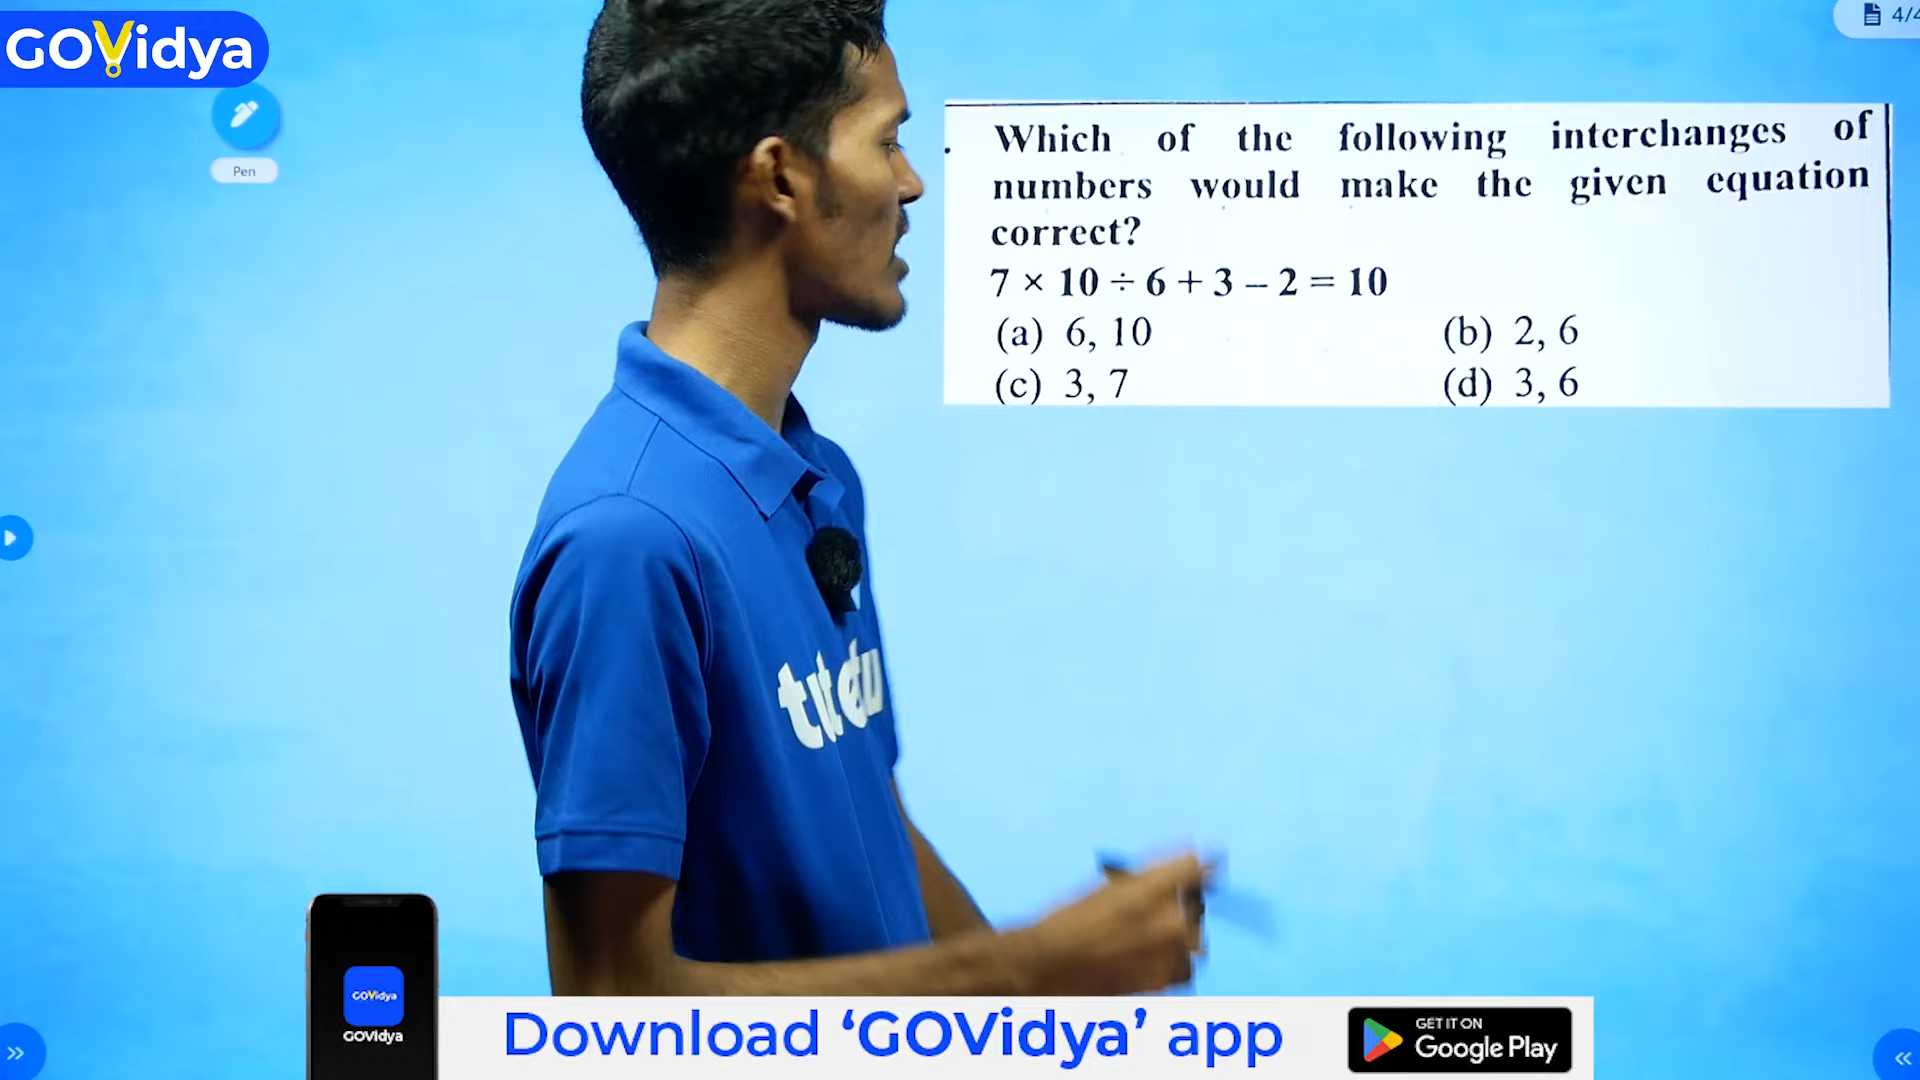 GOVidya
4/4
Pen
Which of the following interchanges of
numbers would make the given equation
correct?
7 × 10 ÷ 6 + 3 – 2 = 10
(a) 6, 10 (b) 2, 6
(c) 3, 7 (d) 3, 6
tutedu
GOVidya
GOVidya
Download ‘GOVidya’ app
GET IT ON
Google Play